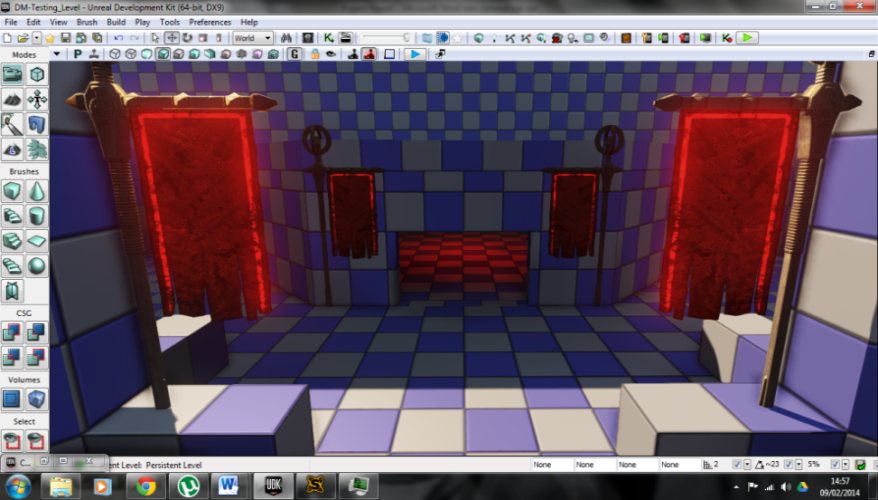 DM-Testing_Level - Unreal Development Kit (64-bit, DX9)
File Edit View Brush Build Play Tools Preferences Help
World
Modes
P
G
Brushes
CSG
Volumes
Select
C...
ent Level: Persistent Level
None None None None
2
~23
5%
W
UDK
14:57
09/02/2014